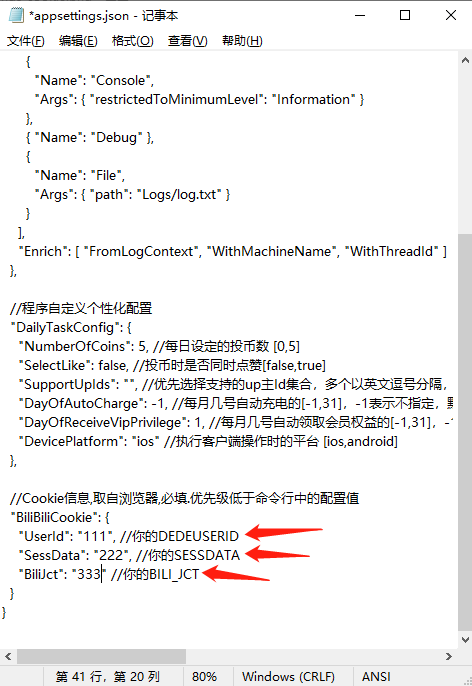 *appsettings.json - 记事本
文件(F) 编辑(E) 格式(O) 查看(V) 帮助(H)
{
"Name": "Console",
"Args": { "restrictedToMinimumLevel": "Information" }
},
{ "Name": "Debug" },
{
"Name": "File",
"Args": { "path": "Logs/log.txt" }
}
],
"Enrich": [ "FromLogContext", "WithMachineName", "WithThreadId" ]
},
//程序自定义个性化配置
"DailyTaskConfig": {
"NumberOfCoins": 5, //每日设定的投币数 [0,5]
"SelectLike": false, //投币时是否同时点赞[false,true]
"SupportUpIds": "", //优先选择支持的up主Id集合，多个以英文逗号分隔，
"DayOfAutoCharge": -1, //每月几号自动充电的[-1,31]，-1表示不指定，
"DayOfReceiveVipPrivilege": 1, //每月几号自动领取会员权益的[-1,31]，-1
"DevicePlatform": "ios" //执行客户端操作时的平台 [ios,android]
},
//Cookie信息,取自浏览器,必填.优先级低于命令行中的配置值
"BiliBiliCookie": {
"UserId": "111", //你的DEDEUSERID
"SessData": "222", //你的SESSDATA
"BiliJct": "333" //你的BILI_JCT
}
}
第 41 行，第 20 列 80% Windows (CRLF) ANSI